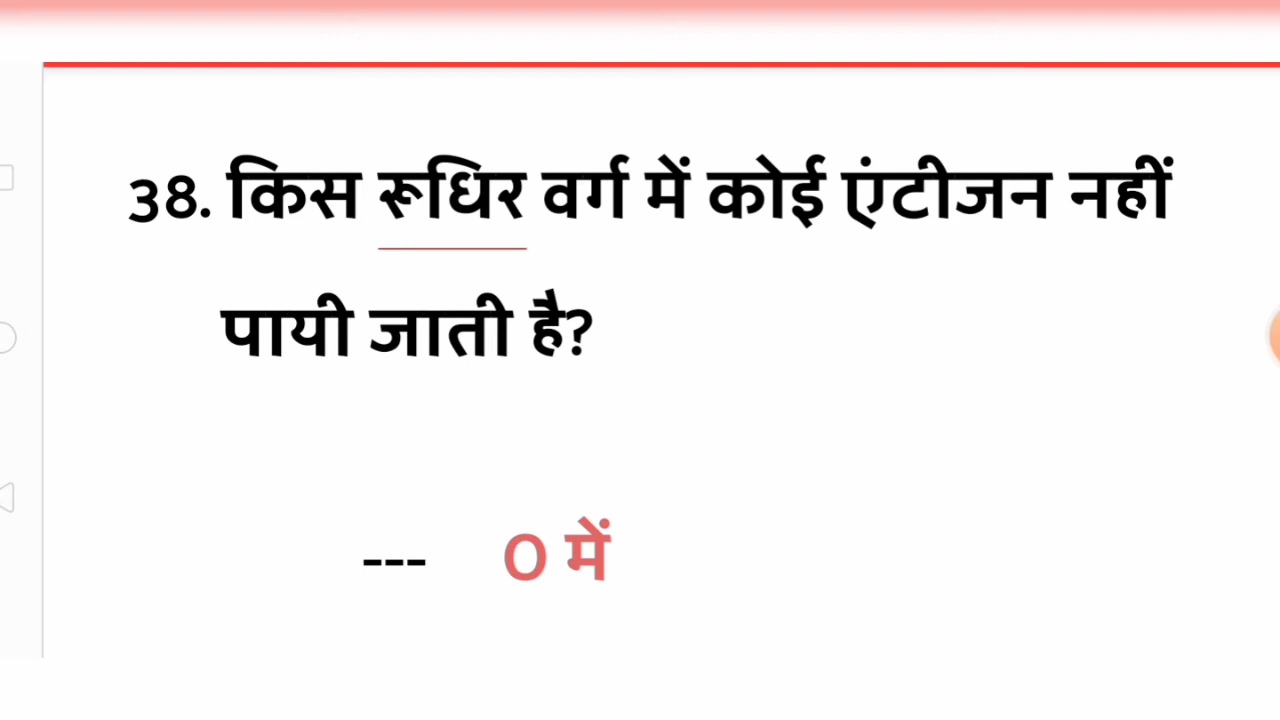 38. किस रूधिर वर्ग में कोई एंटीजन नहीं
पायी जाती है?
--- O में